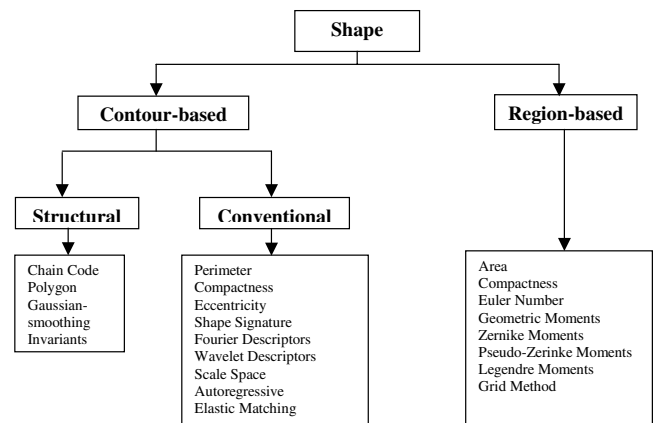 Shape
Contour-based
Region-based
Structural
Conventional
Chain Code
Polygon
Gaussian-
smoothing
Invariants
Perimeter
Compactness
Eccentricity
Shape Signature
Fourier Descriptors
Wavelet Descriptors
Scale Space
Autoregressive
Elastic Matching
Area
Compactness
Euler Number
Geometric Moments
Zernike Moments
Pseudo-Zerinke Moments
Legendre Moments
Grid Method